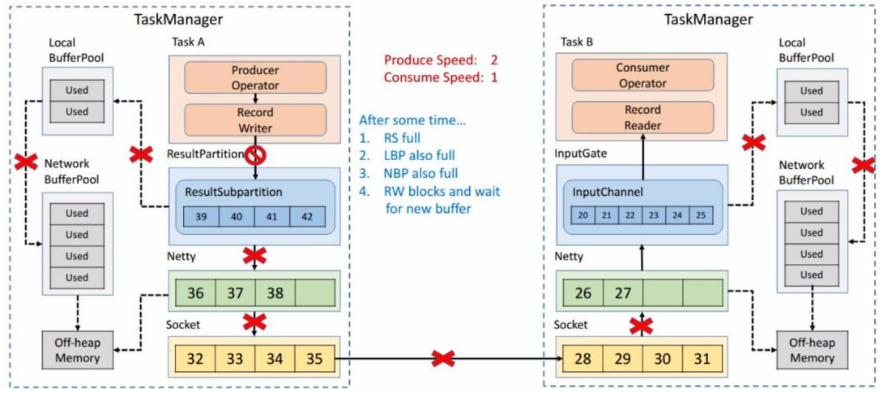 TaskManager
Local
BufferPool
Used
Used
Network
BufferPool
Used
Used
Used
Used
Off-heap
Memory
Task A
Producer
Operator
Record
Writer
ResultPartition
ResultSubpartition
39 40 41 42
Netty
36 37 38
Socket
32 33 34 35
Produce Speed: 2
Consume Speed: 1
After some time...
1. RS full
2. LBP also full
3. NBP also full
4. RW blocks and wait
for new buffer
TaskManager
Task B
Consumer
Operator
Record
Reader
InputGate
InputChannel
20 21 22 23 24 25
Netty
26 27
Socket
28 29 30 31
Local
BufferPool
Used
Used
Network
BufferPool
Used
Used
Used
Used
Off-heap
Memory